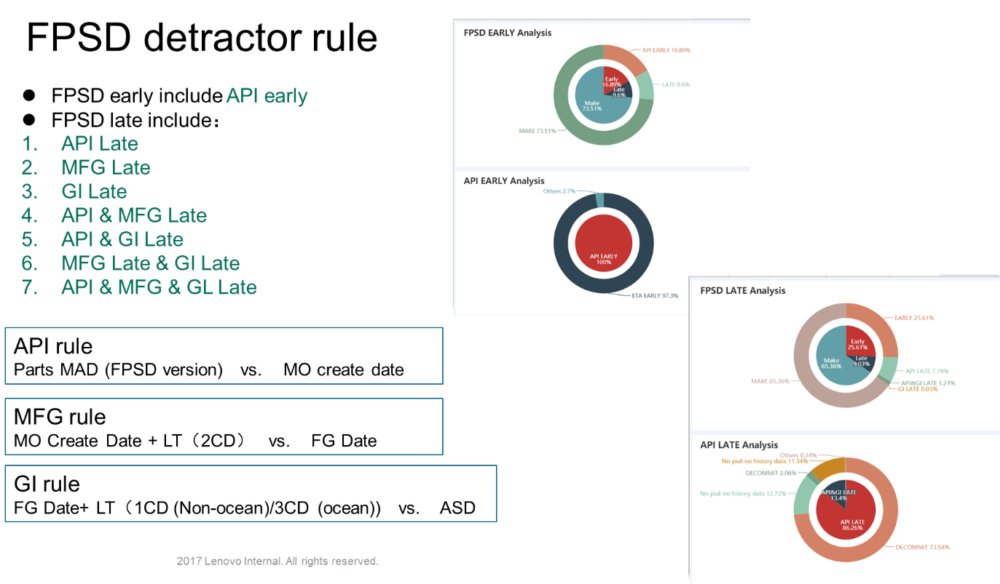 FPSD detractor rule
● FPSD early include API early
● FPSD late include：
1. API Late
2. MFG Late
3. GI Late
4. API & MFG Late
5. API & GI Late
6. MFG Late & GI Late
7. API & MFG & GL Late
API rule
Parts MAD (FPSD version) vs. MO create date
MFG rule
MO Create Date + LT（2CD） vs. FG Date
GI rule
FG Date+ LT（1CD (Non-ocean)/3CD (ocean)) vs. ASD
2017 Lenovo Internal. All rights reserved.
FPSD EARLY Analysis
API EARLY 16.89%
Early
16.89%
LATE 9.6%
Late
9.6%
Make
73.51%
MAKE 73.51%
API EARLY Analysis
Others 2.7%
API EARLY
100%
ETA EARLY 97.3%
FPSD LATE Analysis
EARLY 25.61%
Early
25.61%
Make
65.36%
Late
9.03%
API LATE 7.79%
MAKE 65.36%
API&GI LATE 1.21%
GI LATE 0.03%
API LATE Analysis
Others 0.34%
No psd-no history data 11.34%
DECOMMIT 2.06%
No psd-no history data 12.72%
API&GI LATE
13.4%
API LATE
86.26%
DECOMMIT 73.54%